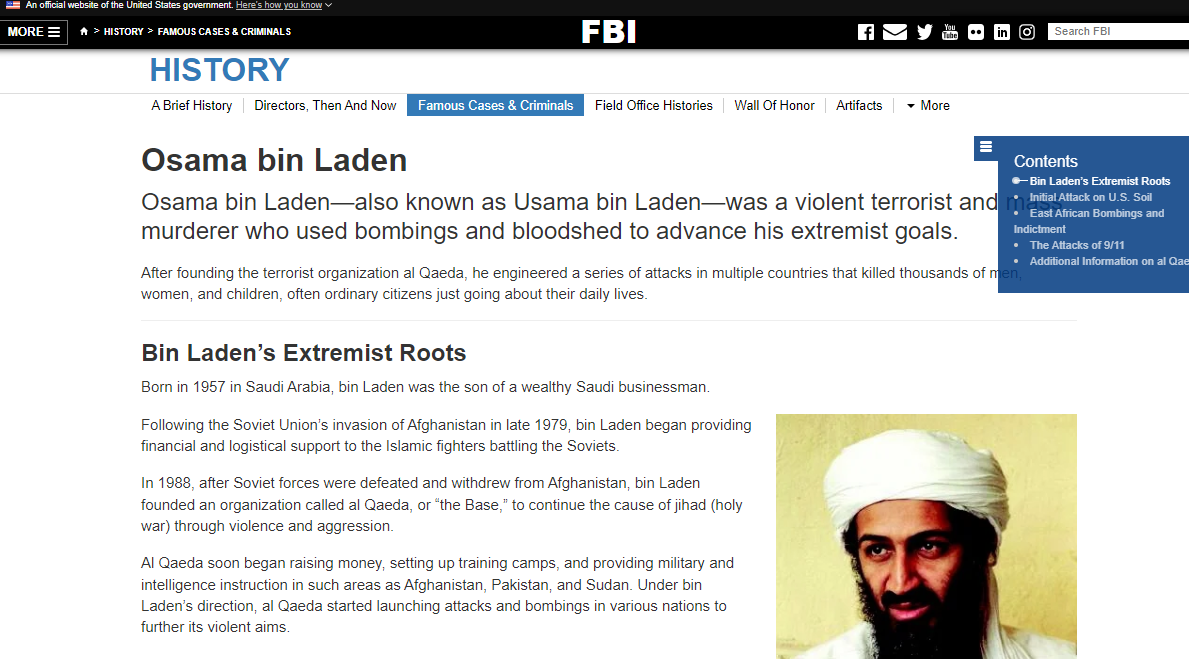 An official website of the United States government. Here's how you know
MORE
> HISTORY > FAMOUS CASES & CRIMINALS
FBI
You
Tube
in
Search FBI
HISTORY
A Brief History
Directors, Then And Now
Famous Cases & Criminals
Field Office Histories
Wall Of Honor
Artifacts
More
Osama bin Laden
Osama bin Laden—also known as Usama bin Laden—was a violent terrorist and mass
murderer who used bombings and bloodshed to advance his extremist goals.
After founding the terrorist organization al Qaeda, he engineered a series of attacks in multiple countries that killed thousands of men,
women, and children, often ordinary citizens just going about their daily lives.
Contents
Bin Laden's Extremist Roots
• Initial Attack on U.S. Soil
• East African Bombings and
Indictment
• The Attacks of 9/11
• Additional Information on al Qae
Bin Laden’s Extremist Roots
Born in 1957 in Saudi Arabia, bin Laden was the son of a wealthy Saudi businessman.
Following the Soviet Union’s invasion of Afghanistan in late 1979, bin Laden began providing
financial and logistical support to the Islamic fighters battling the Soviets.
In 1988, after Soviet forces were defeated and withdrew from Afghanistan, bin Laden
founded an organization called al Qaeda, or “the Base,” to continue the cause of jihad (holy
war) through violence and aggression.
Al Qaeda soon began raising money, setting up training camps, and providing military and
intelligence instruction in such areas as Afghanistan, Pakistan, and Sudan. Under bin
Laden’s direction, al Qaeda started launching attacks and bombings in various nations to
further its violent aims.